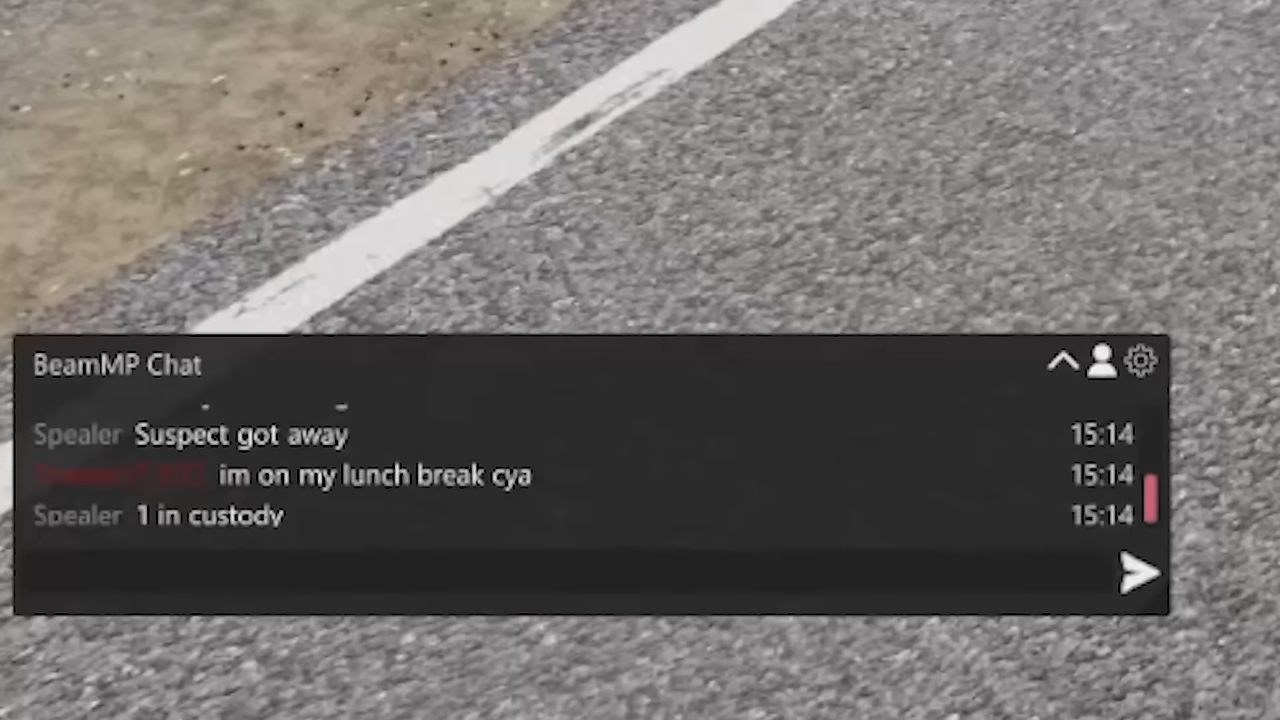 BeamMP Chat
Spealer Suspect got away 15:14
im on my lunch break cya 15:14
Spealer 1 in custody 15:14